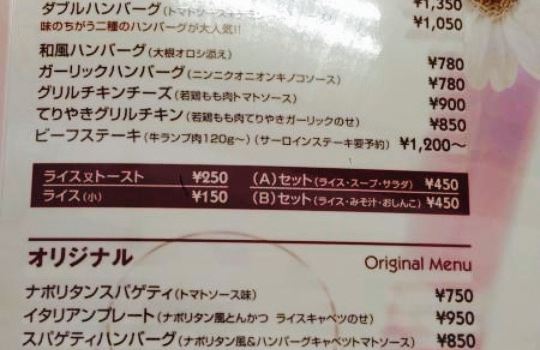 ダブルハンバーグ(トマトソース ¥1,350
味のちがう二種のハンバーグが大人気!! ¥1,050
和風ハンバーグ(大根オロシ添え) ¥780
ガーリックハンバーグ(ニンニクオニオンキノコソース) ¥780
グリルチキンチーズ(若鶏もも肉トマトソース) ¥900
てりやきグリルチキン(若鶏もも肉てりやきガーリックのせ) ¥850
ビーフステーキ(牛ランプ肉120g〜)(サーロインステーキ要予約) ¥1,200〜
ライス又トースト ¥250 (A)セット(ライス・スープ・サラダ) ¥450
ライス(小) ¥150 (B)セット(ライス・みそ汁・おしんこ) ¥450
オリジナル Original Menu
ナポリタンスパゲティ(トマトソース味) ¥750
イタリアンプレート(ナポリタン風とんかつ ライスキャベツのせ) ¥950
スパゲティハンバーグ(ナポリタン風&ハンバーグキャベットマトソース) ¥850